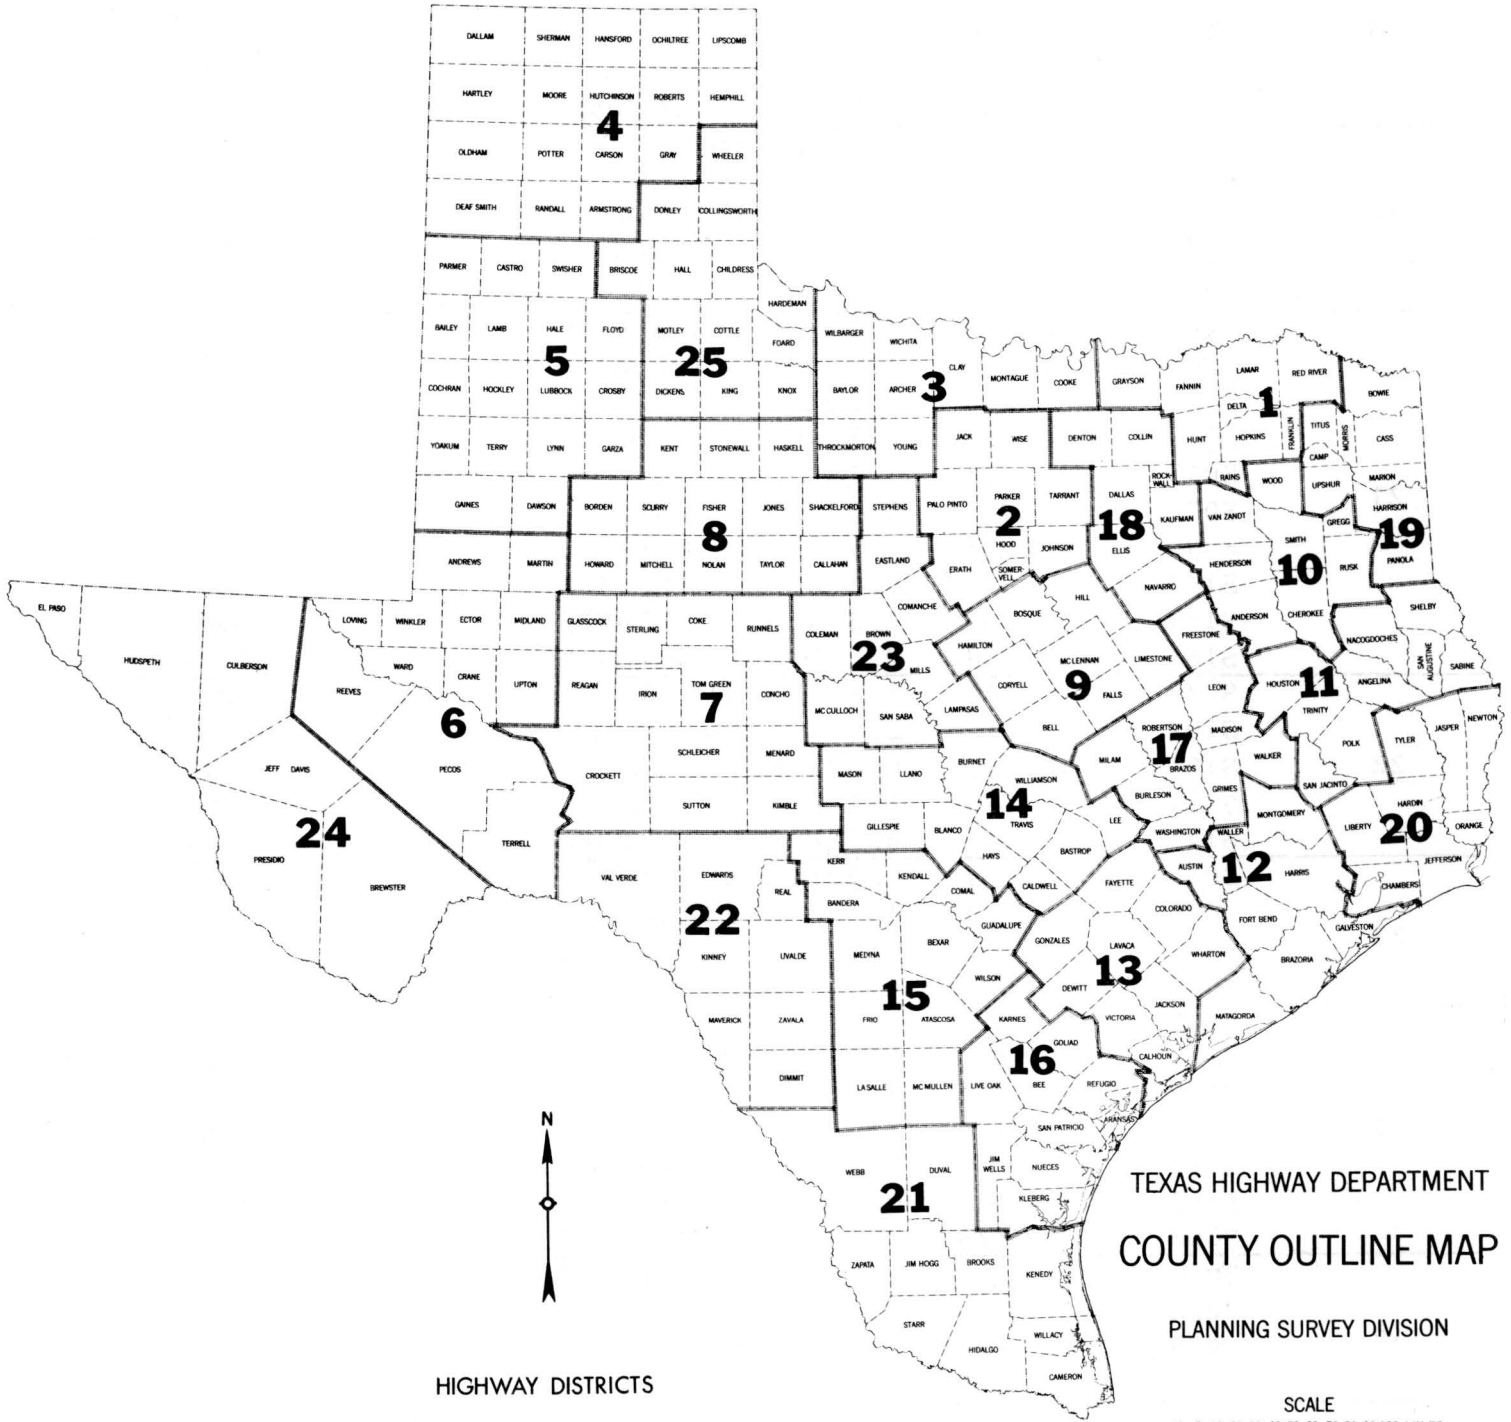 DALLAM SHERMAN HANSFORD OCHILTREE LIPSCOMB
HARTLEY MOORE HUTCHINSON ROBERTS HEMPHILL
4
OLDHAM POTTER CARSON GRAY WHEELER
DEAF SMITH RANDALL ARMSTRONG DONLEY COLLINGSWORTH
PARMER CASTRO SWISHER BRISCOE HALL CHILDRESS
HARDEMAN
BAILEY LAMB HALE FLOYD MOTLEY COTTLE FOARD WILBARGER WICHITA
5 25 3
CLAY MONTAGUE COOKE GRAYSON FANNIN LAMAR RED RIVER BOWIE
COCHRAN HOCKLEY LUBBOCK CROSBY DICKENS KING KNOX BAYLOR ARCHER
DELTA 1 FRANKLIN TITUS MORRIS CASS
YOAKUM TERRY LYNN GARZA KENT STONEWALL HASKELL THROCKMORTON YOUNG JACK WISE DENTON COLLIN HUNT HOPKINS CAMP
ROCK-
WALL
RAINS WOOD UPSHUR MARION
GAINES DAWSON BORDEN SCURRY FISHER JONES SHACKELFORD STEPHENS PALO PINTO PARKER TARRANT DALLAS KAUFMAN VAN ZANDT GREGG HARRISON
8 2 18 19
SMITH
HOOD JOHNSON ELLIS
ANDREWS MARTIN HOWARD MITCHELL NOLAN TAYLOR CALLAHAN EASTLAND ERATH
SOMER-
VELL
HENDERSON 10 RUSK PANOLA
NAVARRO
EL PASO HUDSPETH CULBERSON
LOVING WINKLER ECTOR MIDLAND GLASSCOCK STERLING COKE RUNNELS COLEMAN BROWN COMANCHE BOSQUE HILL FREESTONE ANDERSON CHEROKEE SHELBY
23
NACOGDOCHES
WARD CRANE UPTON REAGAN IRION TOM GREEN CONCHO MILLS HAMILTON MC LENNAN LIMESTONE
SAN
AUGUSTINE
SABINE
REEVES 6 7 MC CULLOCH SAN SABA LAMPASAS CORYELL 9 FALLS LEON HOUSTON 11 ANGELINA
TRINITY
BELL ROBERTSON MADISON JASPER NEWTON
JEFF DAVIS PECOS CROCKETT SCHLEICHER MENARD MASON LLANO BURNET WILLIAMSON MILAM 17 BRAZOS WALKER POLK TYLER
SUTTON KIMBLE 14 BURLESON GRIMES SAN JACINTO
24 PRESIDIO BREWSTER TERRELL
GILLESPIE BLANCO TRAVIS LEE WASHINGTON WALLER MONTGOMERY LIBERTY HARDIN 20 ORANGE
VAL VERDE EDWARDS REAL KERR KENDALL HAYS BASTROP AUSTIN 12 HARRIS JEFFERSON
BANDERA COMAL CALDWELL FAYETTE COLORADO CHAMBERS
22 GUADALUPE FORT BEND GALVESTON
KINNEY UVALDE MEDINA BEXAR GONZALES LAVACA WHARTON BRAZORIA
15 WILSON 13
DEWITT
MAVERICK ZAVALA FRIO ATASCOSA KARNES VICTORIA JACKSON MATAGORDA
GOLIAD
16 CALHOUN
DIMMIT LA SALLE MC MULLEN LIVE OAK BEE REFUGIO
ARANSAS
SAN PATRICIO
WEBB DUVAL
JIM
WELLS
NUECES
21 KLEBERG
ZAPATA JIM HOGG BROOKS KENEDY
STARR HIDALGO WILLACY
CAMERON
N
TEXAS HIGHWAY DEPARTMENT
COUNTY OUTLINE MAP
PLANNING SURVEY DIVISION
HIGHWAY DISTRICTS
SCALE